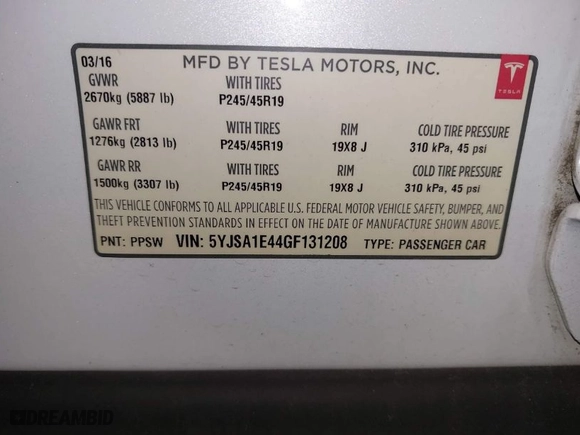 03/16 MFD BY TESLA MOTORS, INC.
GVWR WITH TIRES
2670kg (5887 lb) P245/45R19
TESLA
GAWR FRT WITH TIRES RIM COLD TIRE PRESSURE
1276kg (2813 lb) P245/45R19 19X8 J 310 kPa, 45 psi
GAWR RR WITH TIRES RIM COLD TIRE PRESSURE
1500kg (3307 lb) P245/45R19 19X8 J 310 kPa, 45 psi
THIS VEHICLE CONFORMS TO ALL APPLICABLE U.S. FEDERAL MOTOR VEHICLE SAFETY, BUMPER, AND
THEFT PREVENTION STANDARDS IN EFFECT ON THE DATE OF MANUFACTURE SHOWN ABOVE.
PNT: PPSW VIN: 5YJSA1E44GF131208 TYPE: PASSENGER CAR
DREAMBID